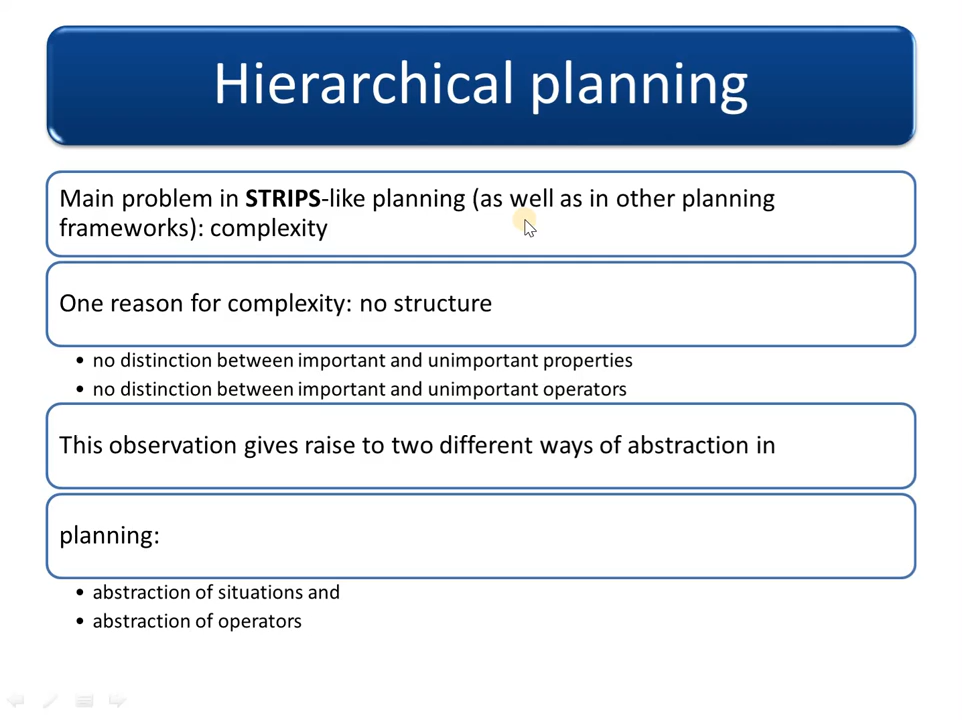 Hierarchical planning
Main problem in STRIPS-like planning (as well as in other planning
frameworks): complexity
One reason for complexity: no structure
• no distinction between important and unimportant properties
• no distinction between important and unimportant operators
This observation gives raise to two different ways of abstraction in
planning:
• abstraction of situations and
• abstraction of operators